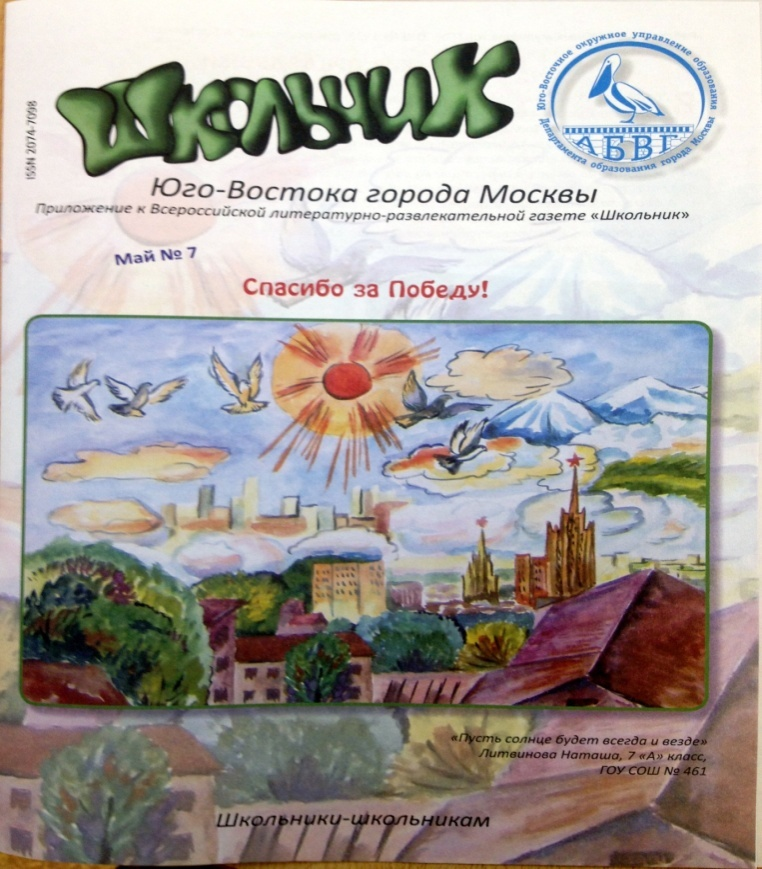 Школьник
Юго-Восточное окружное управление образования
Департамента образования города Москвы
АБВГ
ISSN 2074-7098
Юго-Востока города Москвы
Приложение к Всероссийской литературно-развлекательной газете «Школьник»
Май № 7
Спасибо за Победу!
«Пусть солнце будет всегда и везде»
Литвинова Наташа, 7 «А» класс,
ГОУ СОШ № 461
Школьники-школьникам